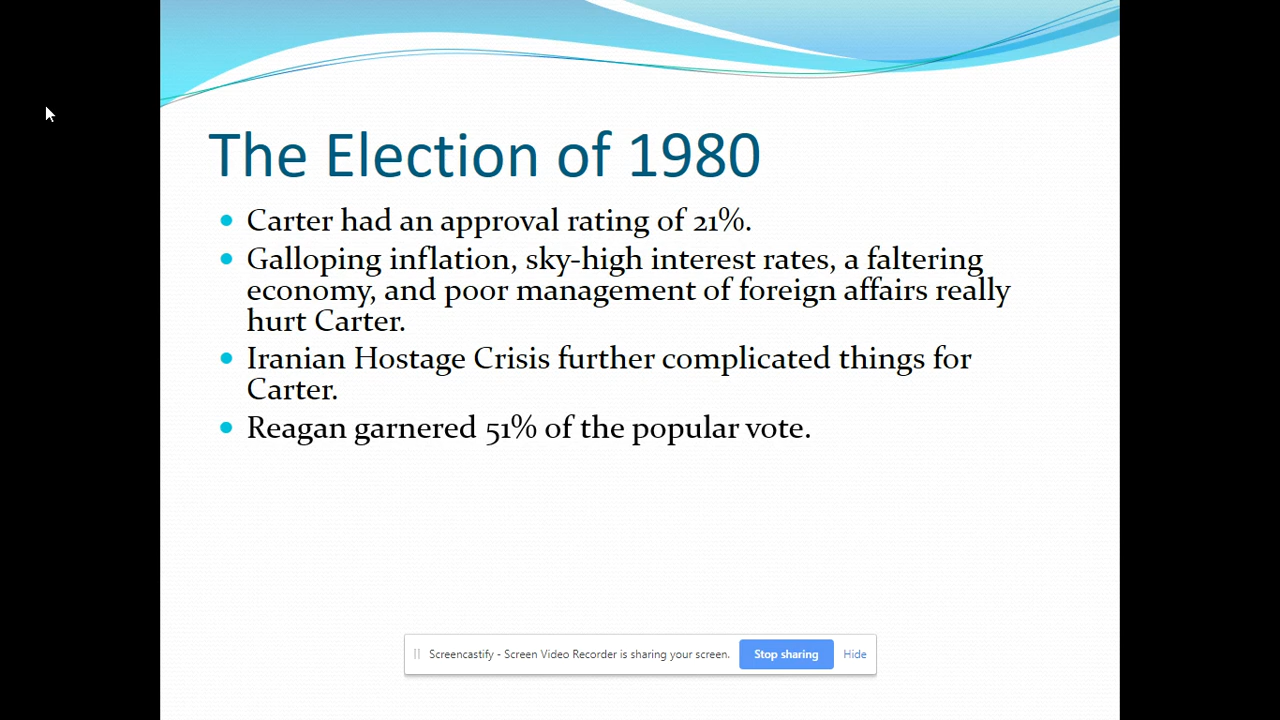 The Election of 1980
Carter had an approval rating of 21%.
Galloping inflation, sky-high interest rates, a faltering
economy, and poor management of foreign affairs really
hurt Carter.
Iranian Hostage Crisis further complicated things for
Carter.
Reagan garnered 51% of the popular vote.
Screencastify - Screen Video Recorder is sharing your screen. Stop sharing Hide